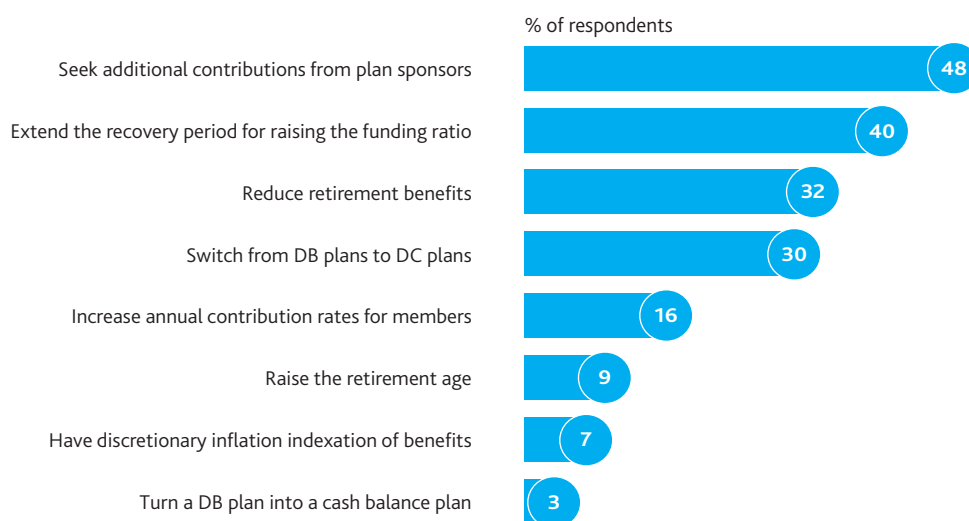 % of respondents
Seek additional contributions from plan sponsors 48
Extend the recovery period for raising the funding ratio 40
Reduce retirement benefits 32
Switch from DB plans to DC plans 30
Increase annual contribution rates for members 16
Raise the retirement age 9
Have discretionary inflation indexation of benefits 7
Turn a DB plan into a cash balance plan 3